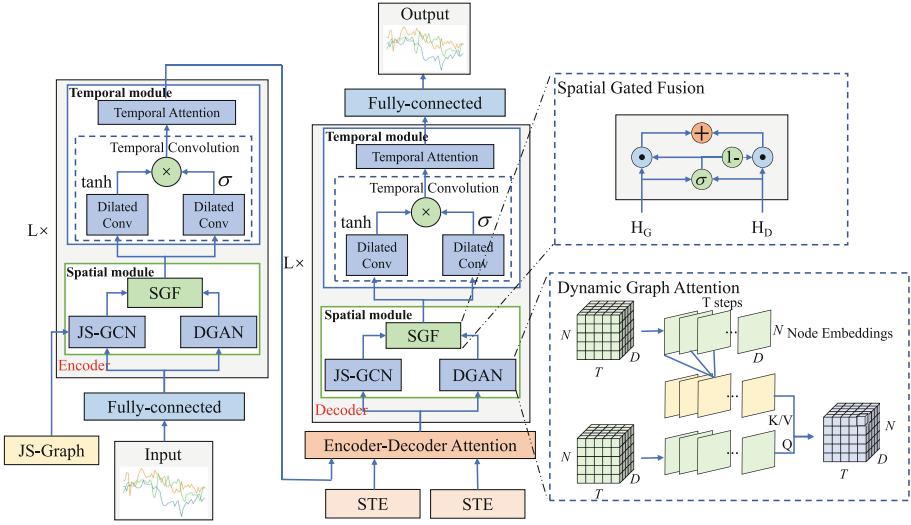 Output
Fully-connected
Temporal module
Temporal Attention
Temporal Convolution
tanh
×
σ
Dilated
Conv
Dilated
Conv
L×
Spatial module
SGF
JS-GCN
DGAN
Encoder
Fully-connected
JS-Graph
Input
Temporal module
Temporal Attention
Temporal Convolution
tanh
×
σ
Dilated
Conv
Dilated
Conv
L×
Spatial module
SGF
JS-GCN
DGAN
Decoder
Encoder-Decoder Attention
STE
STE
Spatial Gated Fusion
+
1-
σ
H_G
H_D
Dynamic Graph Attention
T steps
N
T
D
...
D
N
Node Embeddings
...
K/V
Q
N
T
D
...
N
T
D